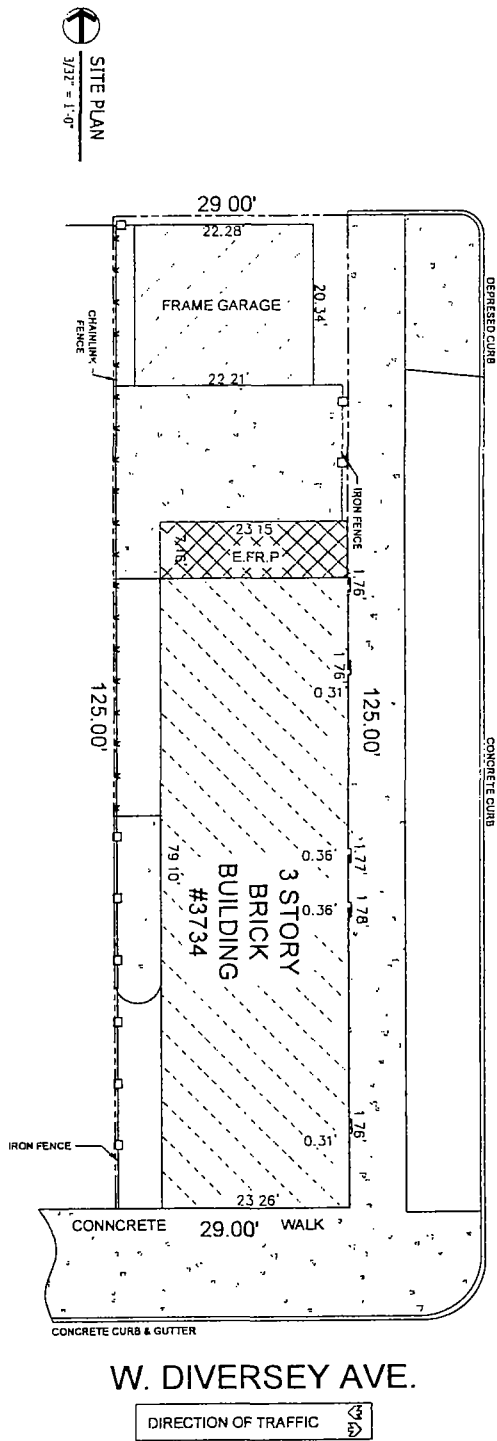 SITE PLAN
3/32" = 1'-0"
29 00'
22.28'
FRAME GARAGE
20.34'
DEPRESED CURB
CHAINLINK
FENCE
22 21'
IRON FENCE
23 15
7.16'
E.FR.P
1.76'
1 76'
0 31'
125.00'
125.00'
CONCRETE CURB
0.36'
1.77'
79 10'
3 STORY
BRICK
BUILDING
#3734
0.36'
1.78'
1.76'
0.31'
IRON FENCE
23 26'
CONNCRETE
29.00'
WALK
CONCRETE CURB & GUTTER
W. DIVERSEY AVE.
DIRECTION OF TRAFFIC